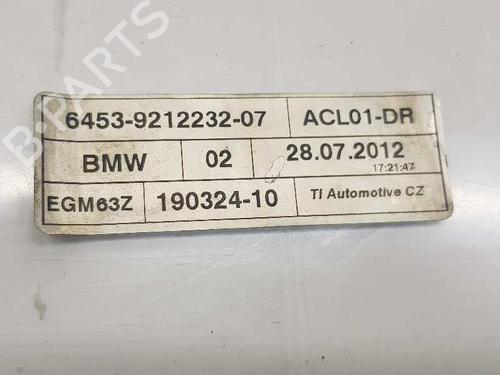 6453-9212232-07 ACL01-DR
BMW 02 28.07.2012
17:21:47
EGM63Z 190324-10 TI Automotive CZ
B-PARTS